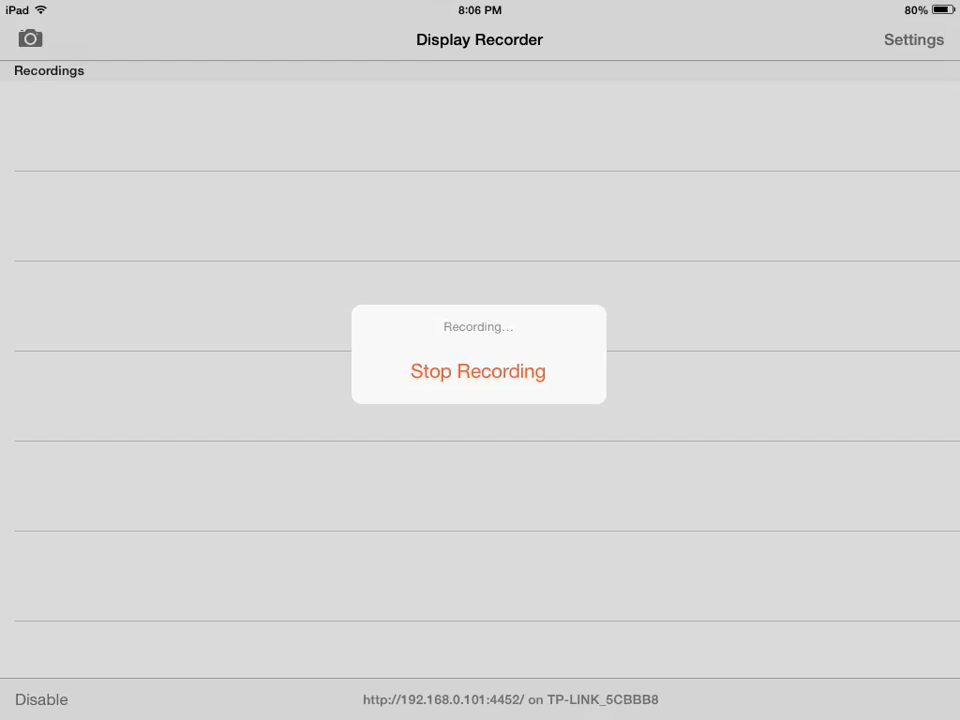 iPad 8:06 PM 80%
Display Recorder Settings
Recordings
Recording...
Stop Recording
Disable http://192.168.0.101:4452/ on TP-LINK_5CBBB8